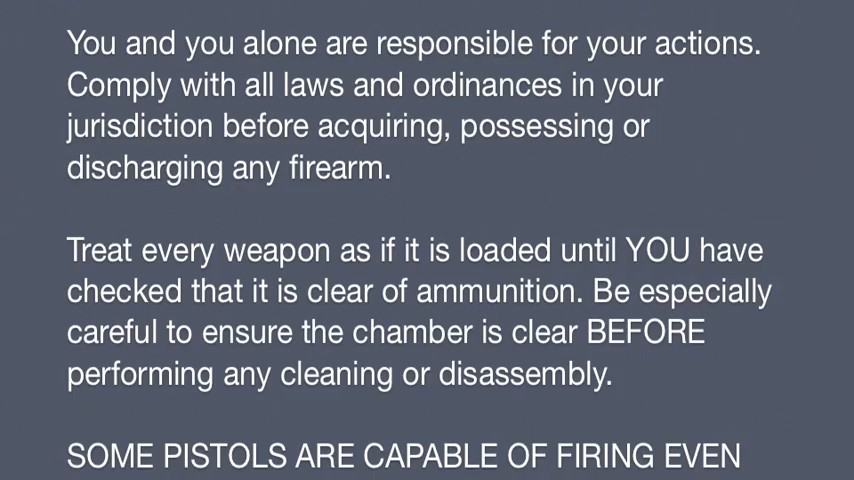 You and you alone are responsible for your actions.
Comply with all laws and ordinances in your
jurisdiction before acquiring, possessing or
discharging any firearm.
Treat every weapon as if it is loaded until YOU have
checked that it is clear of ammunition. Be especially
careful to ensure the chamber is clear BEFORE
performing any cleaning or disassembly.
SOME PISTOLS ARE CAPABLE OF FIRING EVEN